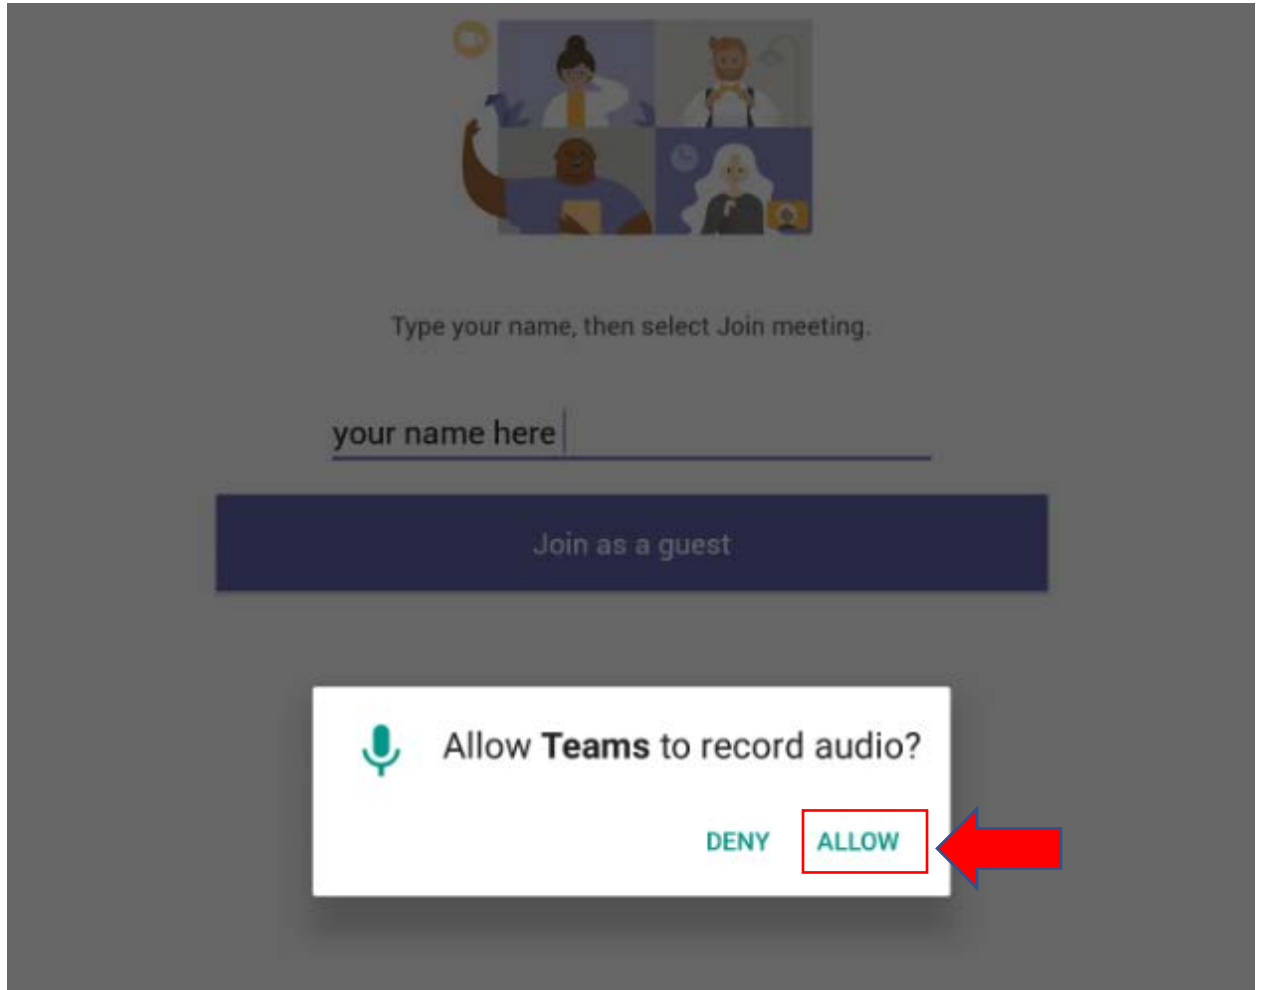 Type your name, then select Join meeting.
your name here
Join as a guest
Allow Teams to record audio?
DENY ALLOW